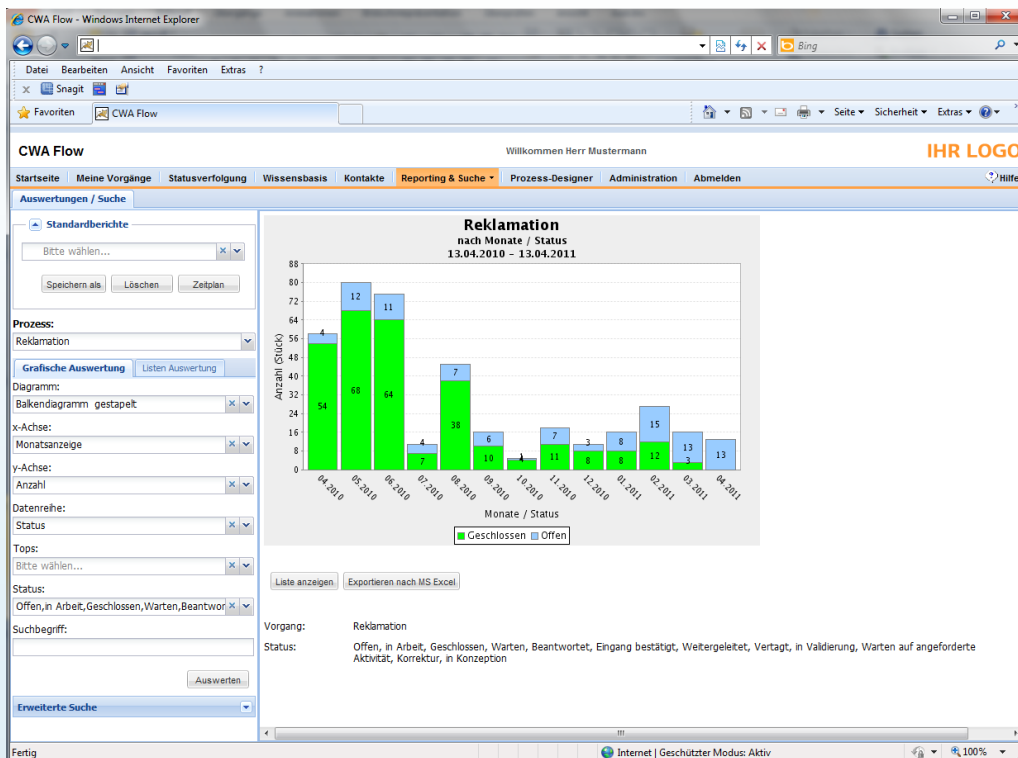 CWA Flow - Windows Internet Explorer
Bing
Datei Bearbeiten Ansicht Favoriten Extras ?
x Snagit
Favoriten CWA Flow Seite Sicherheit Extras
CWA Flow Willkommen Herr Mustermann IHR LOGO
Startseite Meine Vorgänge Statusverfolgung Wissensbasis Kontakte Reporting & Suche Prozess-Designer Administration Abmelden Hilfe
Auswertungen / Suche
Standardberichte
Bitte wählen...
Speichern als Löschen Zeitplan
Prozess:
Reklamation
Grafische Auswertung Listen Auswertung
Diagramm:
Balkendiagramm gestapelt
x-Achse:
Monatsanzeige
y-Achse:
Anzahl
Datenreihe:
Status
Tops:
Bitte wählen...
Status:
Offen,in Arbeit,Geschlossen,Warten,Beantwor
Suchbegriff:
Auswerten
Erweiterte Suche
Reklamation
nach Monate / Status
13.04.2010 - 13.04.2011
Anzahl (Stück)
88
80
72
64
56
48
40
32
24
16
8
0
4 12 11 4 7 6 7 3 8 15 13 13
54 68 64 7 38 10 4 11 8 8 12 3
04.2010 05.2010 06.2010 07.2010 08.2010 09.2010 10.2010 11.2010 12.2010 01.2011 02.2011 03.2011 04.2011
Monate / Status
Geschlossen Offen
Liste anzeigen Exportieren nach MS Excel
Vorgang: Reklamation
Status: Offen, in Arbeit, Geschlossen, Warten, Beantwortet, Eingang bestätigt, Weitergeleitet, Vertagt, in Validierung, Warten auf angeforderte
Aktivität, Korrektur, in Konzeption
Fertig Internet | Geschützter Modus: Aktiv 100%